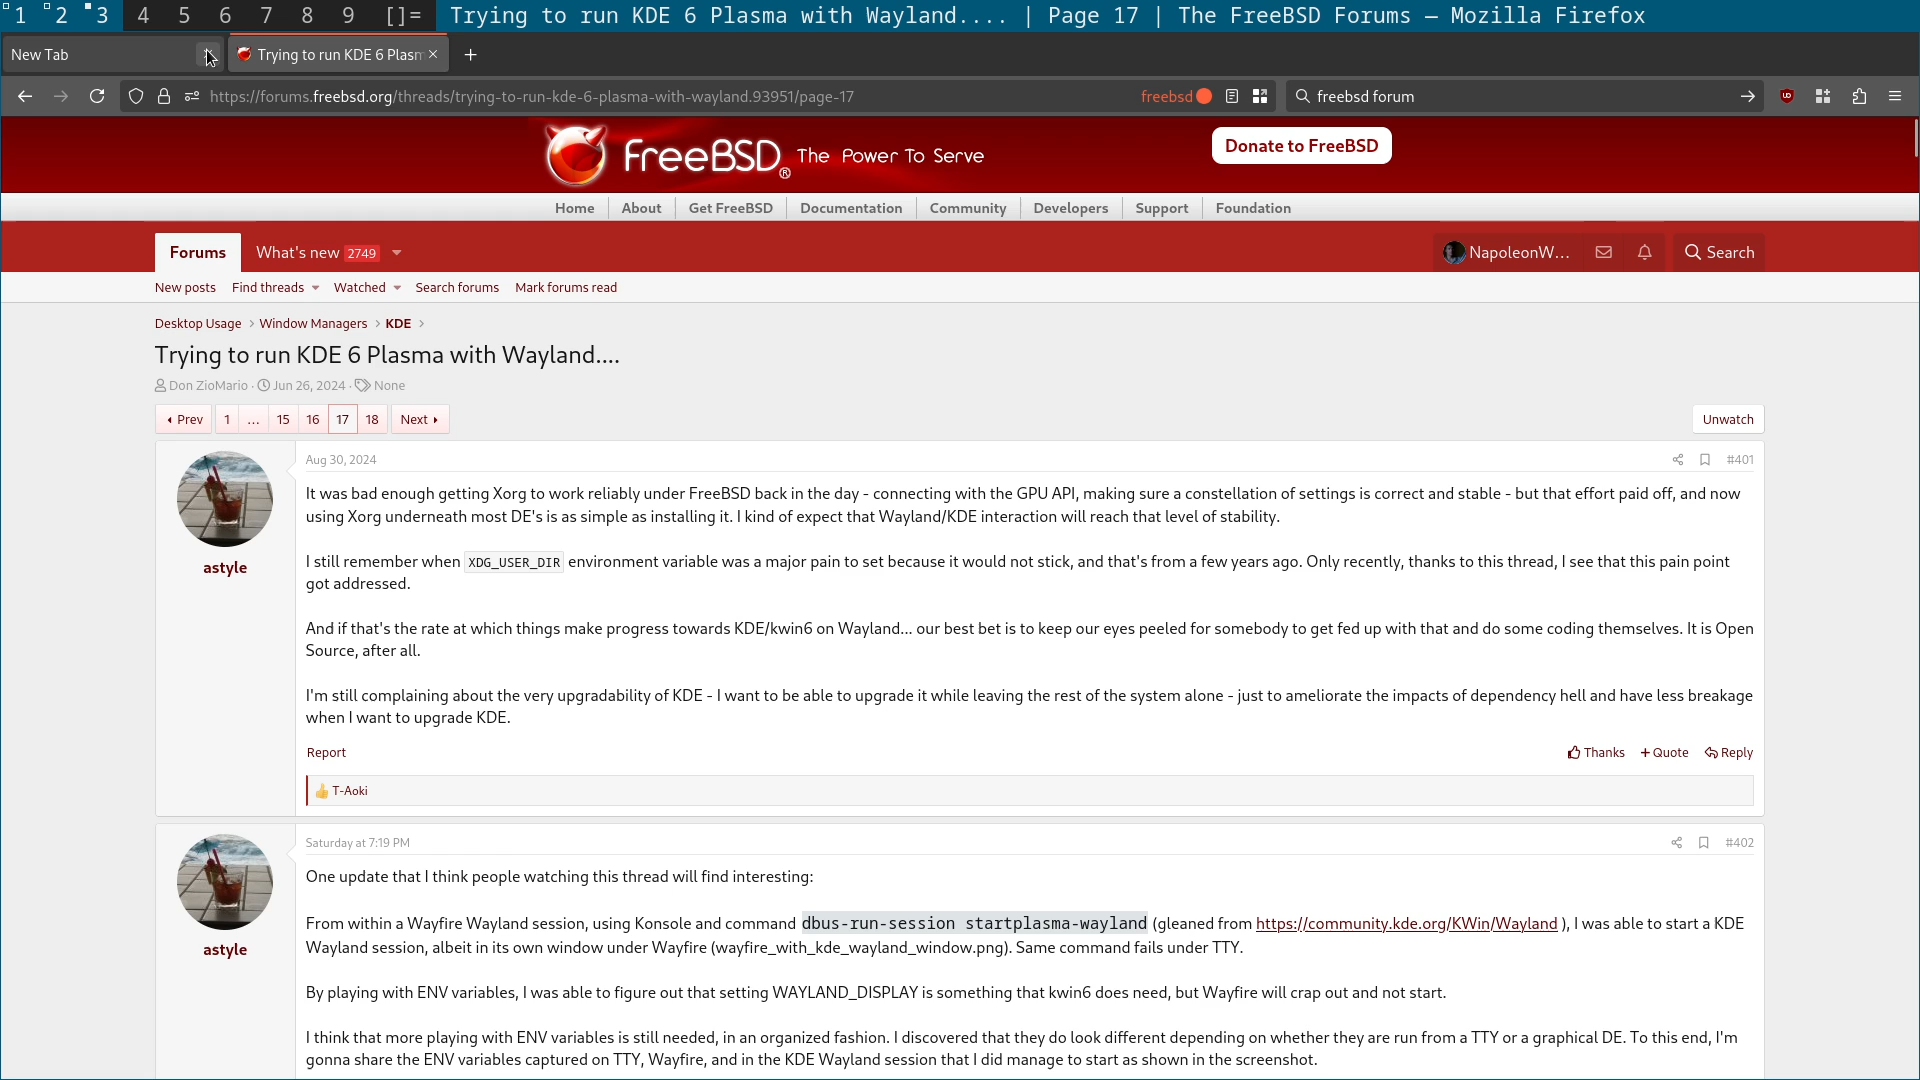 1 2 3 4 5 6 7 8 9 []= Trying to run KDE 6 Plasma with Wayland.... | Page 17 | The FreeBSD Forums — Mozilla Firefox
New Tab Trying to run KDE 6 Plasm
https://forums.freebsd.org/threads/trying-to-run-kde-6-plasma-with-wayland.93951/page-17 freebsd freebsd forum
FreeBSD® The Power To Serve Donate to FreeBSD
Home About Get FreeBSD Documentation Community Developers Support Foundation
Forums What's new 2749 NapoleonW... Search
New posts Find threads Watched Search forums Mark forums read
Desktop Usage Window Managers KDE
Trying to run KDE 6 Plasma with Wayland....
Don ZioMario · Jun 26, 2024 · None
Prev 1 ... 15 16 17 18 Next Unwatch
Aug 30, 2024 #401
astyle
It was bad enough getting Xorg to work reliably under FreeBSD back in the day - connecting with the GPU API, making sure a constellation of settings is correct and stable - but that effort paid off, and now
using Xorg underneath most DE's is as simple as installing it. I kind of expect that Wayland/KDE interaction will reach that level of stability.
I still remember when XDG_USER_DIR environment variable was a major pain to set because it would not stick, and that's from a few years ago. Only recently, thanks to this thread, I see that this pain point
got addressed.
And if that's the rate at which things make progress towards KDE/kwin6 on Wayland... our best bet is to keep our eyes peeled for somebody to get fed up with that and do some coding themselves. It is Open
Source, after all.
I'm still complaining about the very upgradability of KDE - I want to be able to upgrade it while leaving the rest of the system alone - just to ameliorate the impacts of dependency hell and have less breakage
when I want to upgrade KDE.
Report Thanks + Quote Reply
T-Aoki
Saturday at 7:19 PM #402
astyle
One update that I think people watching this thread will find interesting:
From within a Wayfire Wayland session, using Konsole and command dbus-run-session startplasma-wayland (gleaned from https://community.kde.org/KWin/Wayland ), I was able to start a KDE
Wayland session, albeit in its own window under Wayfire (wayfire_with_kde_wayland_window.png). Same command fails under TTY.
By playing with ENV variables, I was able to figure out that setting WAYLAND_DISPLAY is something that kwin6 does need, but Wayfire will crap out and not start.
I think that more playing with ENV variables is still needed, in an organized fashion. I discovered that they do look different depending on whether they are run from a TTY or a graphical DE. To this end, I'm
gonna share the ENV variables captured on TTY, Wayfire, and in the KDE Wayland session that I did manage to start as shown in the screenshot.